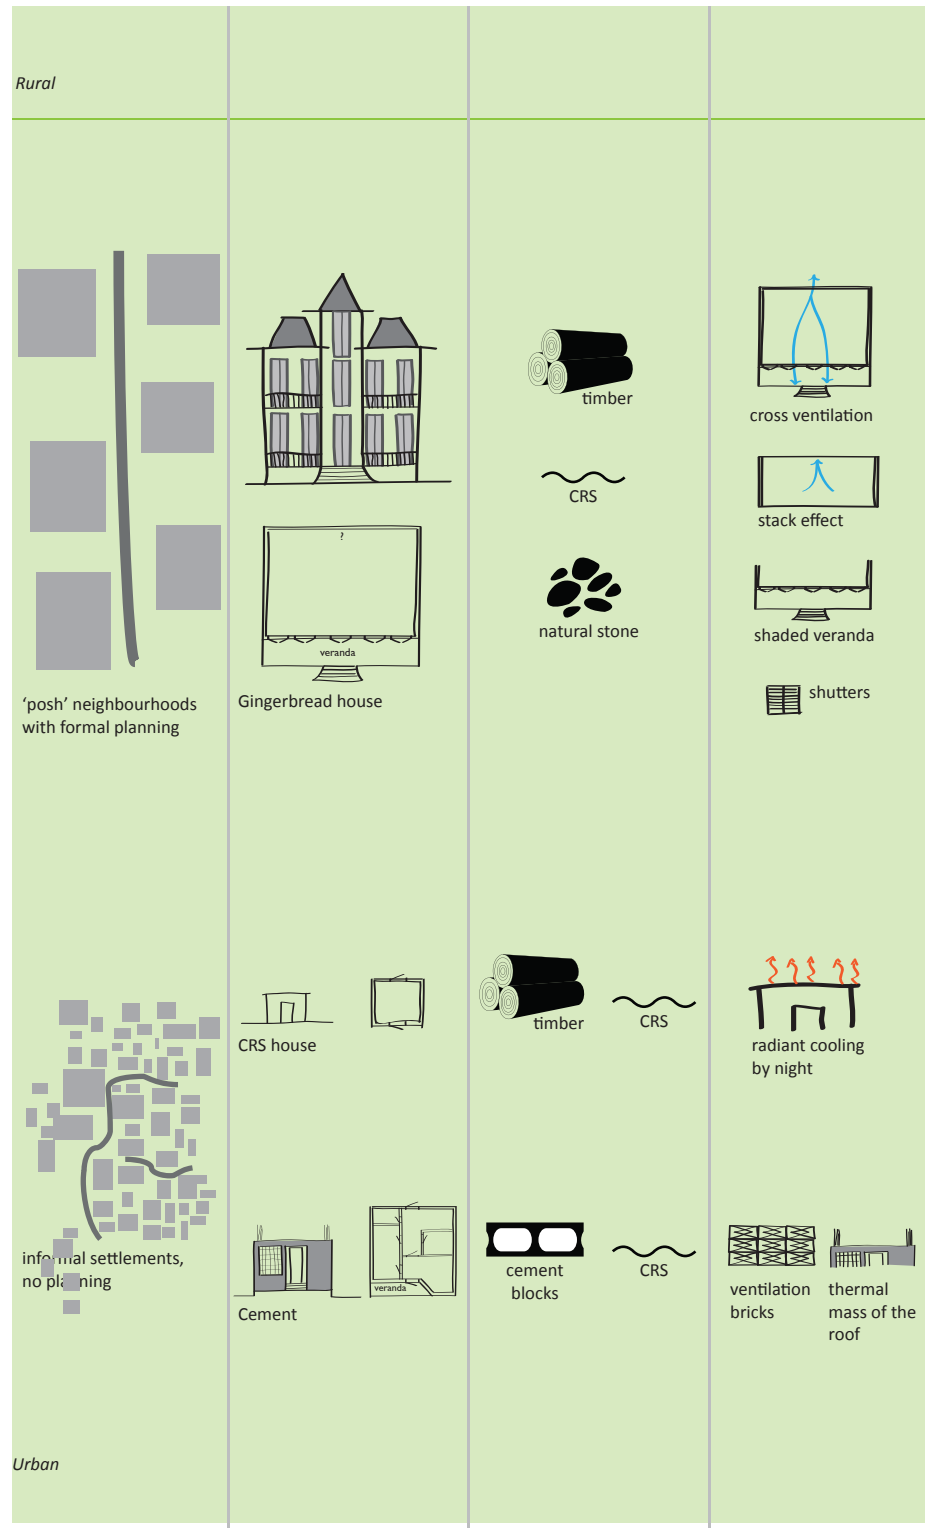 Rural
timber
cross ventilation
CRS
stack effect
?
natural stone
shaded veranda
veranda
shutters
Gingerbread house
‘posh’ neighbourhoods
with formal planning
timber
CRS
CRS house
radiant cooling
by night
informal settlements,
no planning
veranda
Cement
cement
blocks
CRS
ventilation
bricks
thermal
mass of the
roof
Urban